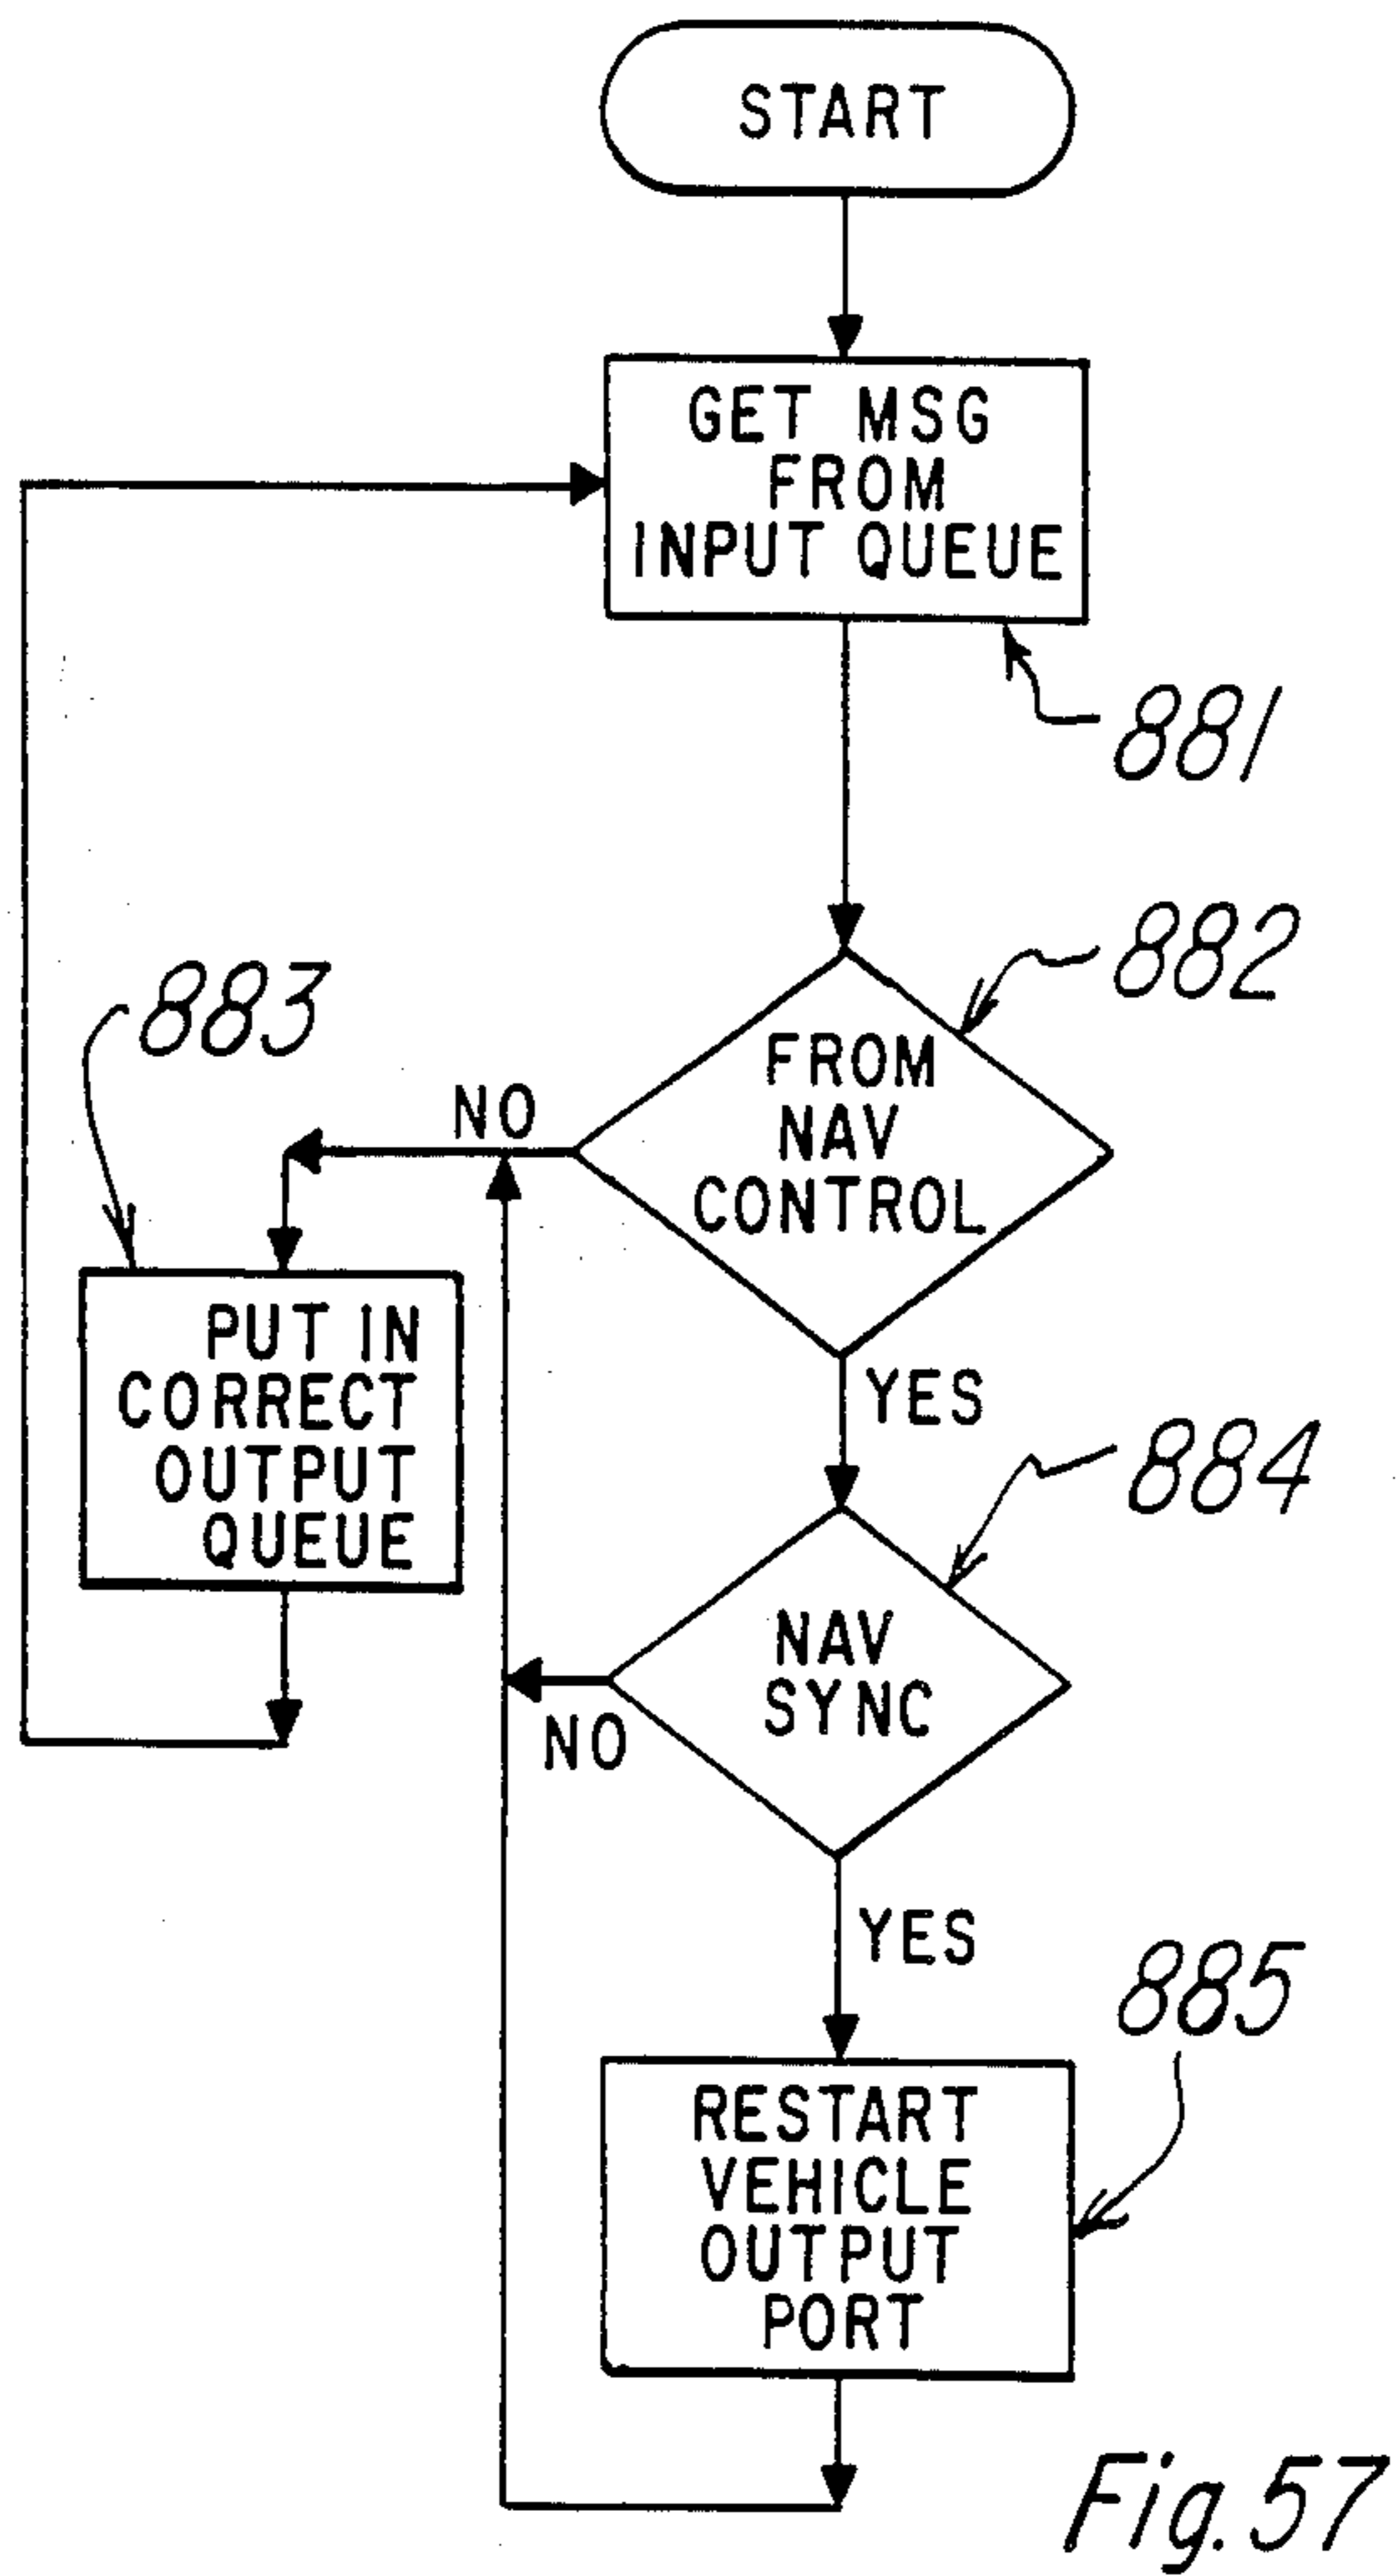 START
GET MSG
FROM
INPUT QUEUE
881
882
FROM
NAV
CONTROL
883
NO
PUT IN
CORRECT
OUTPUT
QUEUE
YES
884
NAV
SYNC
NO
YES
885
RESTART
VEHICLE
OUTPUT
PORT
Fig. 57